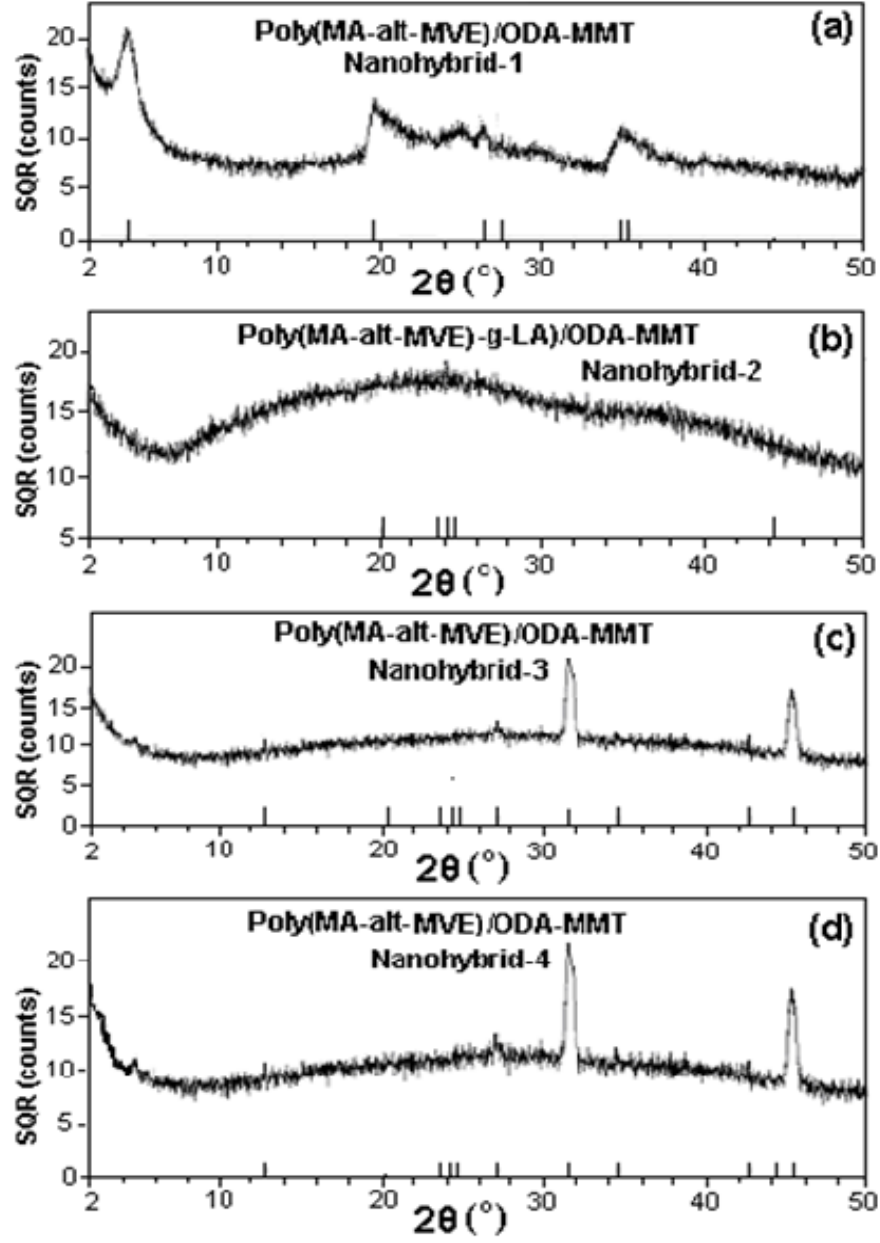 Poly(MA-alt-MVE)/ODA-MMT (a)
Nanohybrid-1
SQR (counts)
20
15
10
5
0
2 10 20 30 40 50
2θ (°)
Poly(MA-alt-MVE)-g-LA)/ODA-MMT (b)
Nanohybrid-2
SQR (counts)
20
15
10
5
2 10 20 30 40 50
2θ (°)
Poly(MA-alt-MVE)/ODA-MMT (c)
Nanohybrid-3
SQR (counts)
20
15
10
5
0
2 10 20 30 40 50
2θ (°)
Poly(MA-alt-MVE)/ODA-MMT (d)
Nanohybrid-4
SQR (counts)
20
15
10
5
0
2 10 20 30 40 50
2θ (°)